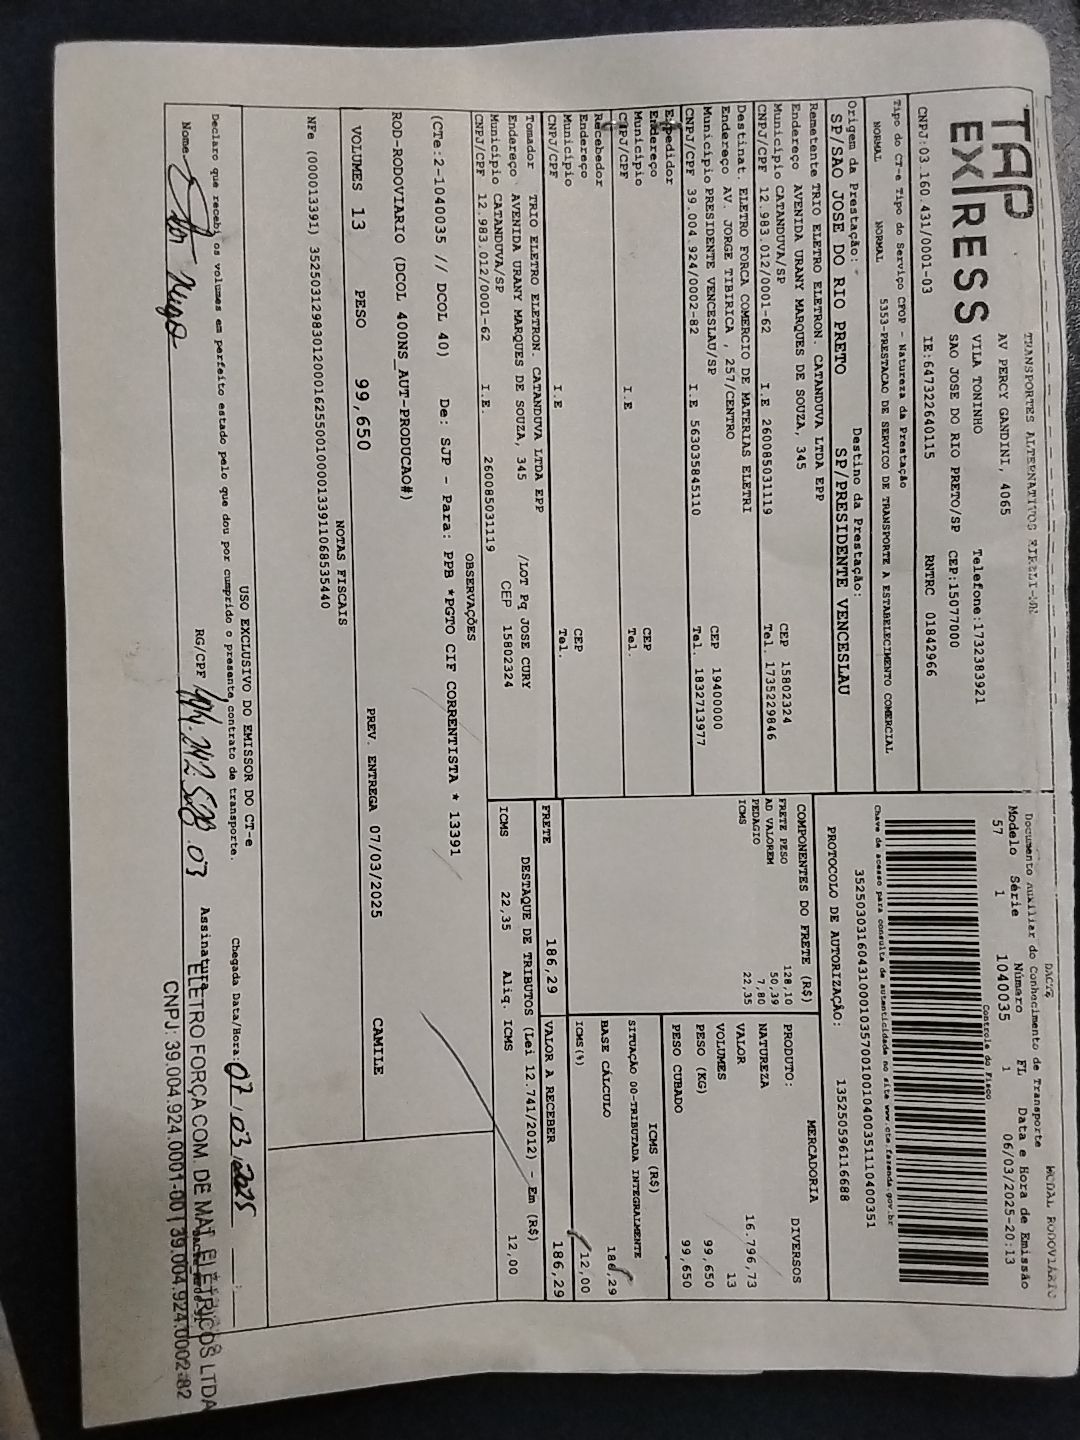 TAP EXPRESS
TRANSPORTES ALTERNATIVOS EIRELI-ME
AV PERCY GANDINI, 4065
VILA TONINHO
SAO JOSE DO RIO PRETO/SP
Telefone:1732383921
CEP:15077000
CNPJ:03.160.431/0001-03 IE:647322640115 RNTRC 01842966
Tipo do CT-e Tipo do Serviço CFOP - Natureza da Prestação
NORMAL NORMAL 5353-PRESTACAO DE SERVICO DE TRANSPORTE A ESTABELECIMENTO COMERCIAL
Origem da Prestação: Destino da Prestação:
SP/SAO JOSE DO RIO PRETO SP/PRESIDENTE VENCESLAU
Remetente TRIO ELETRO ELETRON. CATANDUVA LTDA EPP
Endereço AVENIDA URANY MARQUES DE SOUZA, 345
Município CATANDUVA/SP CEP 15802324
CNPJ/CPF 12.983.012/0001-62 I.E 260085031119 Tel. 1735229846
Destinat. ELETRO FORCA COMERCIO DE MATERIAS ELETRI
Endereço AV. JORGE TIBIRICA , 257/CENTRO
Município PRESIDENTE VENCESLAU/SP CEP 19400000
CNPJ/CPF 39.004.924/0002-82 I.E 563035845110 Tel. 1832713977
Expedidor
Endereço
Município CEP
CNPJ/CPF I.E Tel.
Recebedor
Endereço
Município CEP
CNPJ/CPF I.E Tel.
Tomador TRIO ELETRO ELETRON. CATANDUVA LTDA EPP
Endereço AVENIDA URANY MARQUES DE SOUZA, 345 /LOT Pq JOSE CURY
Município CATANDUVA/SP CEP 15802324
CNPJ/CPF 12.983.012/0001-62 I.E. 260085031119
DACTE MODAL RODOVIÁRIO
Documento Auxiliar do Conhecimento de Transporte
Modelo Série Número FL Data e Hora de Emissão
57 1 1040035 1 06/03/2025-20:13
Controle do Fisco
Chave de acesso para consulta de autenticidade no site www.cte.fazenda.gov.br
35250303160431000103570010010400351110400351
PROTOCOLO DE AUTORIZAÇÃO: 135250596116688
COMPONENTES DO FRETE (R$)
FRETE PESO 128,10
AD VALOREM 50,39
PEDAGIO 7,80
ICMS 22,35
MERCADORIA
PRODUTO: DIVERSOS
NATUREZA
VALOR 16.796,73
VOLUMES 13
PESO (KG) 99,650
PESO CUBADO 99,650
ICMS (R$)
SITUAÇÃO 00-TRIBUTADA INTEGRALMENTE
BASE CÁLCULO 186,29
ICMS(%) 12,00
FRETE 186,29 VALOR A RECEBER 186,29
DESTAQUE DE TRIBUTOS (Lei 12.741/2012) - Em (R$)
ICMS 22,35 Aliq. ICMS 12,00
OBSERVAÇÕES
(CTe:2-1040035 // DCOL 40) De: SJP - Para: PPB *PGTO CIF CORRENTISTA * 13391
ROD-RODOVIARIO (DCOL 400NS_AUT-PRODUCAO#)
VOLUMES 13 PESO 99,650 PREV. ENTREGA 07/03/2025 CAMILE
NOTAS FISCAIS
NFe (000013391) 35250312983012000162550010000133911068535440
USO EXCLUSIVO DO EMISSOR DO CT-e
Declaro que recebi os volumes em perfeito estado pelo que dou por cumprido o presente contrato de transporte.
Chegada Data/Hora: 07/03/2025 __:__
Nome Hugo RG/CPF Assinatura
ELETRO FORÇA COM. DE MAT. ELÉTRICOS LTDA
CNPJ: 39.004.924.0001-00 | 39.004.924.0002-82